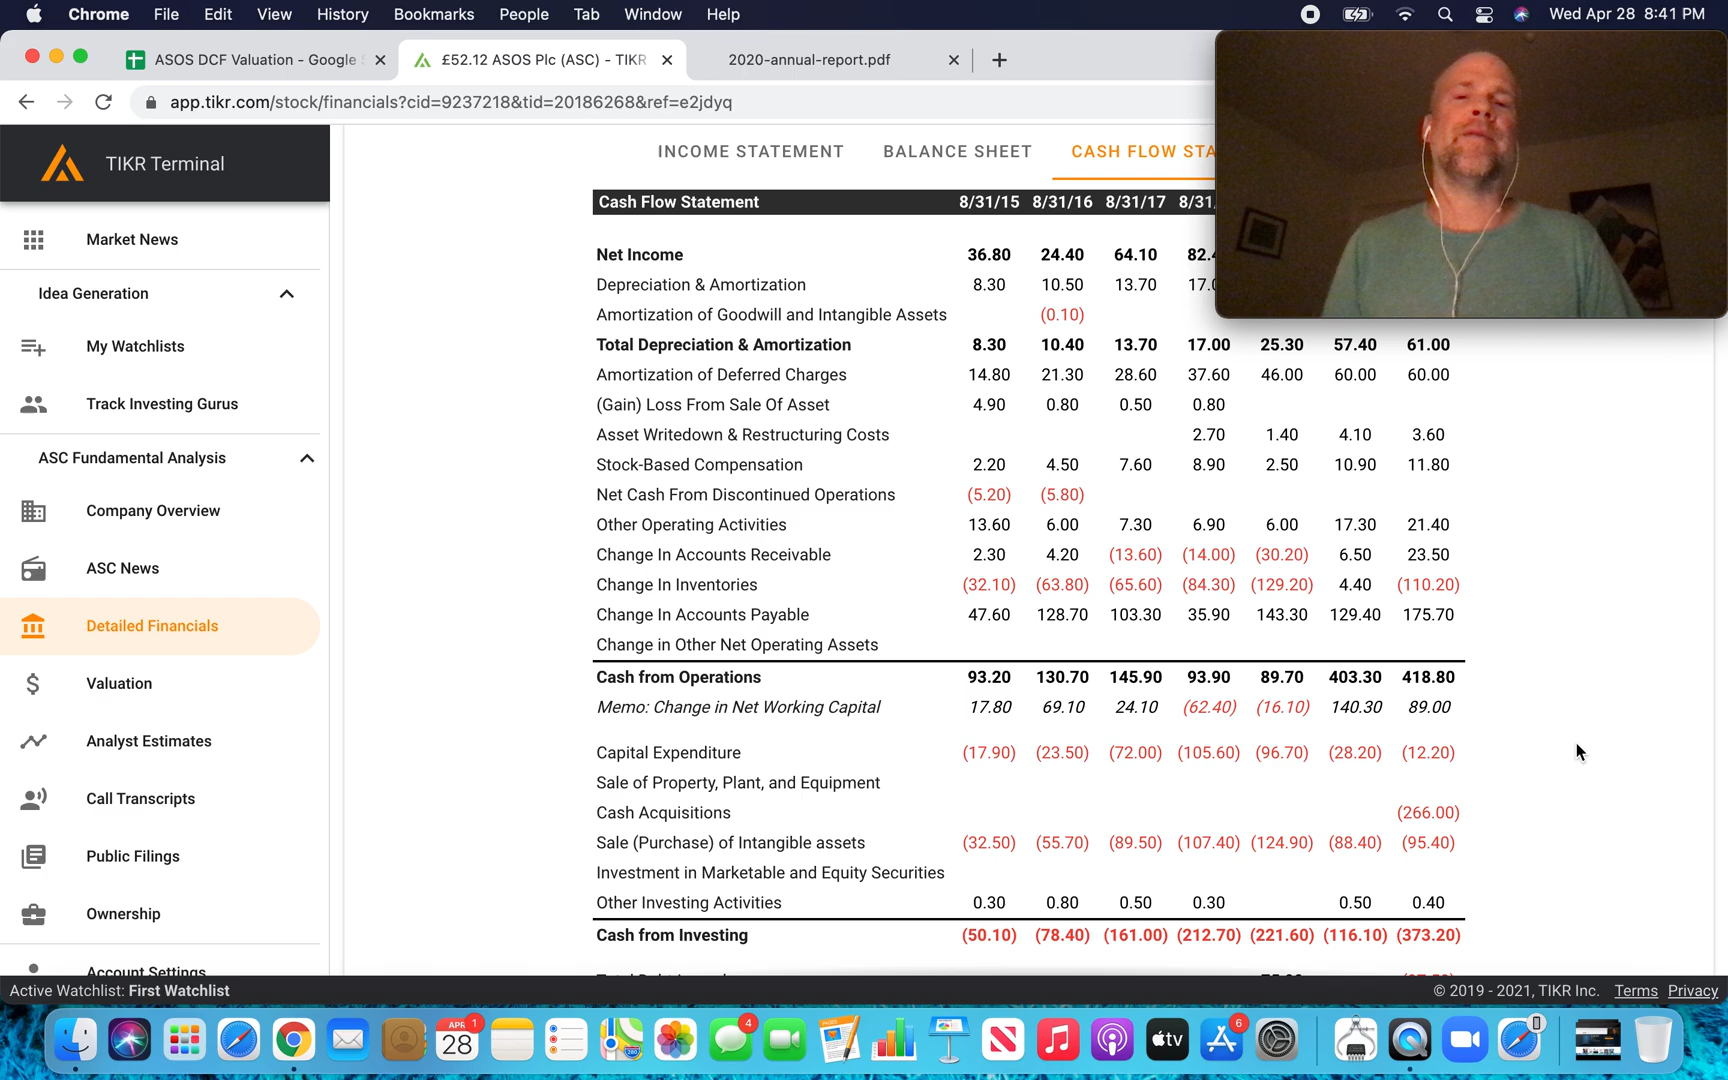 Chrome File Edit View History Bookmarks People Tab Window Help Wed Apr 28 8:41 PM
ASOS DCF Valuation - Google £52.12 ASOS Plc (ASC) - TIKR 2020-annual-report.pdf
app.tikr.com/stock/financials?cid=9237218&tid=20186268&ref=e2jdyq
TIKR Terminal
Market News
Idea Generation
My Watchlists
Track Investing Gurus
ASC Fundamental Analysis
Company Overview
ASC News
Detailed Financials
Valuation
Analyst Estimates
Call Transcripts
Public Filings
Ownership
Account Settings
INCOME STATEMENT BALANCE SHEET CASH FLOW STA
Cash Flow Statement 8/31/15 8/31/16 8/31/17 8/31/
Net Income 36.80 24.40 64.10 82.4
Depreciation & Amortization 8.30 10.50 13.70 17.0
Amortization of Goodwill and Intangible Assets (0.10)
Total Depreciation & Amortization 8.30 10.40 13.70 17.00 25.30 57.40 61.00
Amortization of Deferred Charges 14.80 21.30 28.60 37.60 46.00 60.00 60.00
(Gain) Loss From Sale Of Asset 4.90 0.80 0.50 0.80
Asset Writedown & Restructuring Costs 2.70 1.40 4.10 3.60
Stock-Based Compensation 2.20 4.50 7.60 8.90 2.50 10.90 11.80
Net Cash From Discontinued Operations (5.20) (5.80)
Other Operating Activities 13.60 6.00 7.30 6.90 6.00 17.30 21.40
Change In Accounts Receivable 2.30 4.20 (13.60) (14.00) (30.20) 6.50 23.50
Change In Inventories (32.10) (63.80) (65.60) (84.30) (129.20) 4.40 (110.20)
Change In Accounts Payable 47.60 128.70 103.30 35.90 143.30 129.40 175.70
Change in Other Net Operating Assets
Cash from Operations 93.20 130.70 145.90 93.90 89.70 403.30 418.80
Memo: Change in Net Working Capital 17.80 69.10 24.10 (62.40) (16.10) 140.30 89.00
Capital Expenditure (17.90) (23.50) (72.00) (105.60) (96.70) (28.20) (12.20)
Sale of Property, Plant, and Equipment
Cash Acquisitions (266.00)
Sale (Purchase) of Intangible assets (32.50) (55.70) (89.50) (107.40) (124.90) (88.40) (95.40)
Investment in Marketable and Equity Securities
Other Investing Activities 0.30 0.80 0.50 0.30 0.50 0.40
Cash from Investing (50.10) (78.40) (161.00) (212.70) (221.60) (116.10) (373.20)
Active Watchlist: First Watchlist © 2019 - 2021, TIKR Inc. Terms Privacy
APR 1
28
4
tv
6